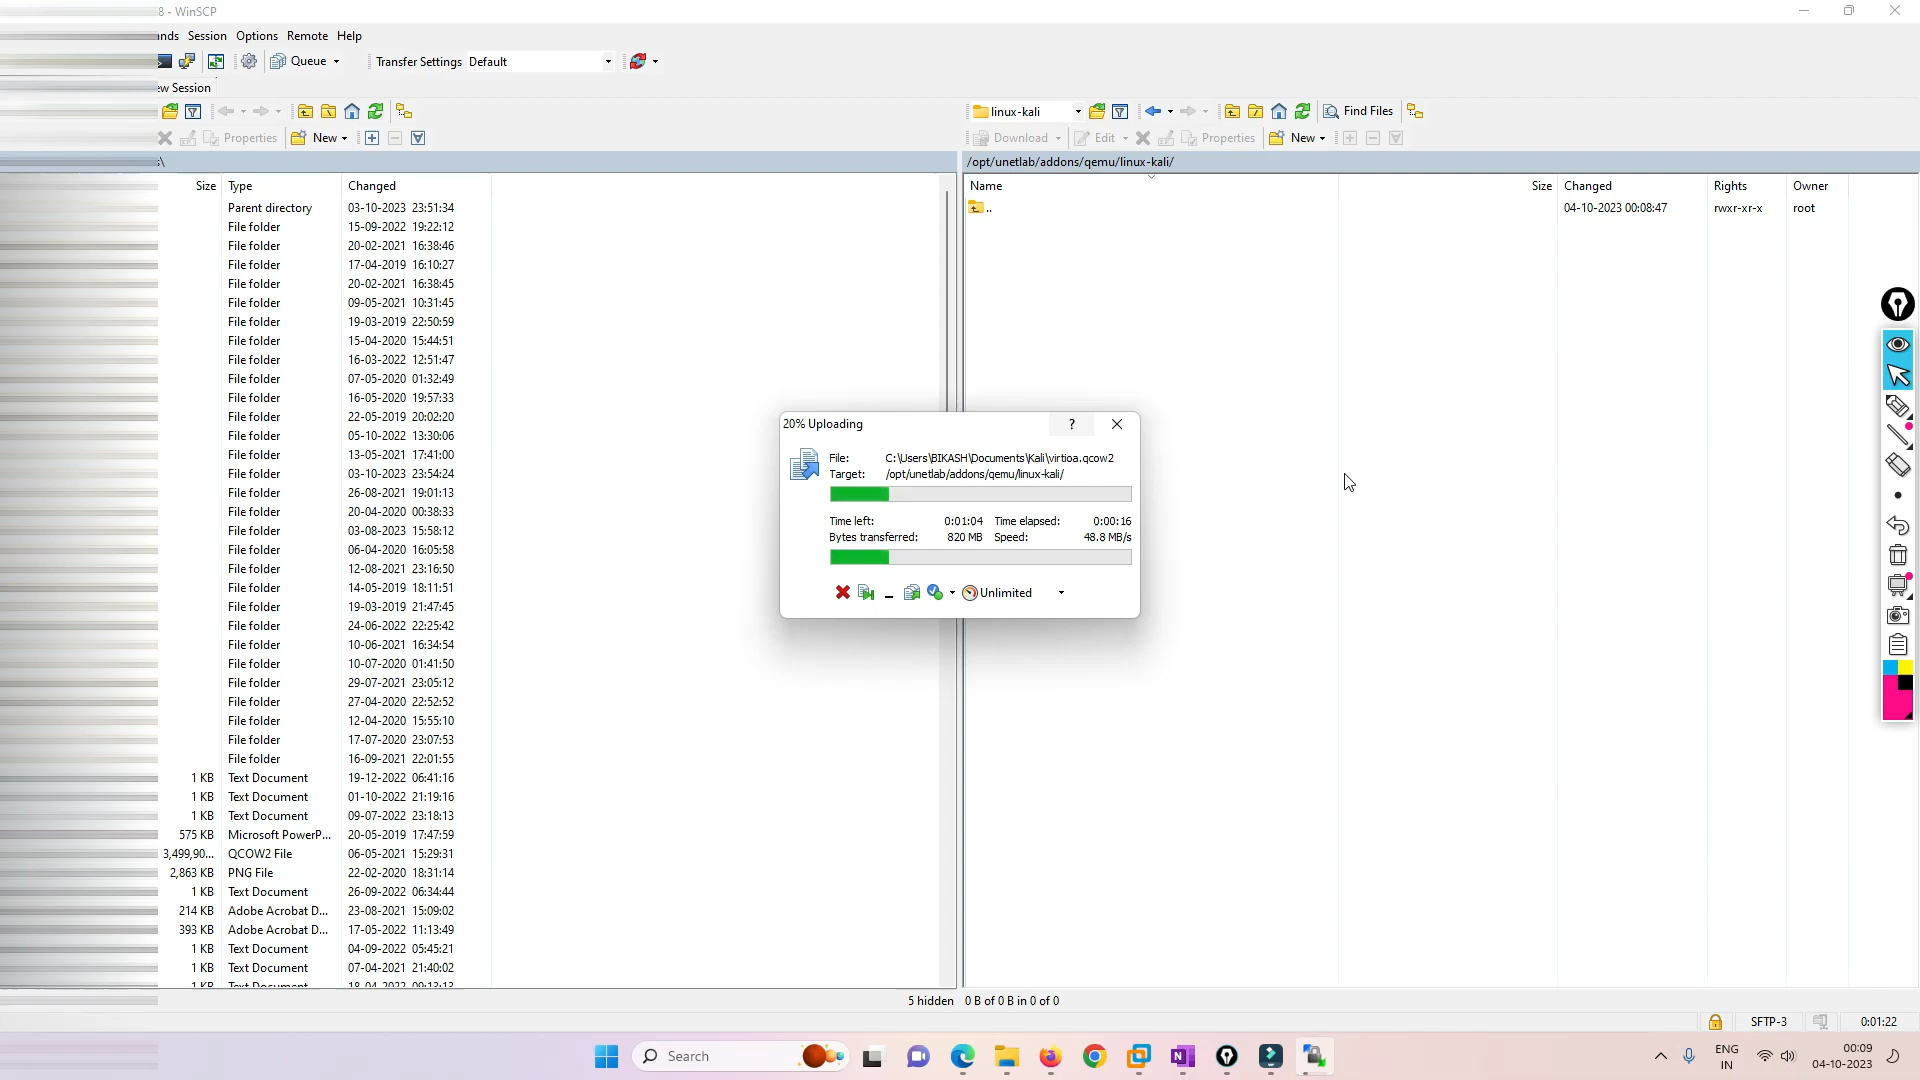 8 - WinSCP
Session Options Remote Help
Queue Transfer Settings Default
Session
linux-kali Find Files
Properties New Download Edit Properties New
/opt/unetlab/addons/qemu/linux-kali/
Size Type Changed Name Size Changed Rights Owner
Parent directory 03-10-2023 23:51:34 .. 04-10-2023 00:08:47 rwxr-xr-x root
File folder 15-09-2022 19:22:12
File folder 20-02-2021 16:38:46
File folder 17-04-2019 16:10:27
File folder 20-02-2021 16:38:45
File folder 09-05-2021 10:31:45
File folder 19-03-2019 22:50:59
File folder 15-04-2020 15:44:51
File folder 16-03-2022 12:51:47
File folder 07-05-2020 01:32:49
File folder 16-05-2020 19:57:33
File folder 22-05-2019 20:02:20
File folder 05-10-2022 13:30:06
File folder 13-05-2021 17:41:00
File folder 03-10-2023 23:54:24
File folder 26-08-2021 19:01:13
File folder 20-04-2020 00:38:33
File folder 03-08-2023 15:58:12
File folder 06-04-2020 16:05:58
File folder 12-08-2021 23:16:50
File folder 14-05-2019 18:11:51
File folder 19-03-2019 21:47:45
File folder 24-06-2022 22:25:42
File folder 10-06-2021 16:34:54
File folder 10-07-2020 01:41:50
File folder 29-07-2021 23:05:12
File folder 27-04-2020 22:52:52
File folder 12-04-2020 15:55:10
File folder 17-07-2020 23:07:53
File folder 16-09-2021 22:01:55
1 KB Text Document 19-12-2022 06:41:16
1 KB Text Document 01-10-2022 21:19:16
1 KB Text Document 09-07-2022 23:18:13
575 KB Microsoft PowerP... 20-05-2019 17:47:59
3,499,90... QCOW2 File 06-05-2021 15:29:31
2,863 KB PNG File 22-02-2020 18:31:14
1 KB Text Document 26-09-2022 06:34:44
214 KB Adobe Acrobat D... 23-08-2021 15:09:02
393 KB Adobe Acrobat D... 17-05-2022 11:13:49
1 KB Text Document 04-09-2022 05:45:21
1 KB Text Document 07-04-2021 21:40:02
1 KB Text Document 18-04-2022 09:13:13
20% Uploading ?
File: C:\Users\BIKASH\Documents\Kali\virtioa.qcow2
Target: /opt/unetlab/addons/qemu/linux-kali/
Time left: 0:01:04 Time elapsed: 0:00:16
Bytes transferred: 820 MB Speed: 48.8 MB/s
Unlimited
5 hidden 0 B of 0 B in 0 of 0
SFTP-3 0:01:22
Search
ENG
IN
00:09
04-10-2023